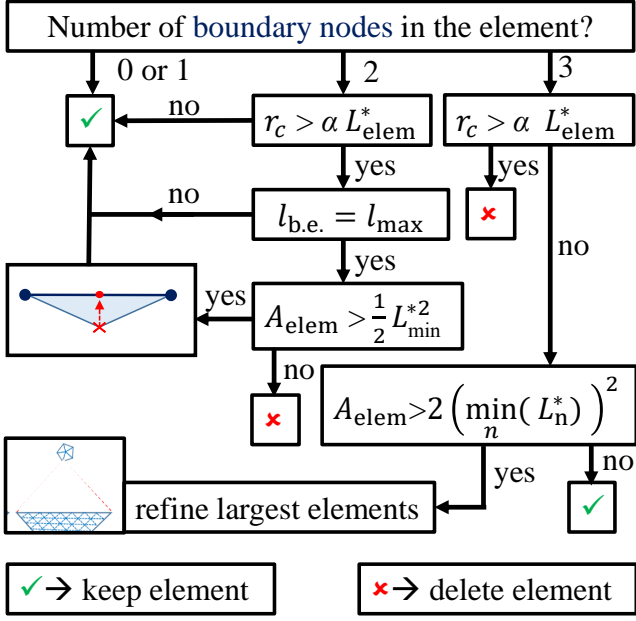 Number of boundary nodes in the element?
0 or 1
2
3
✓
no
r_c > α L*_elem
r_c > α L*_elem
yes
yes
no
l_b.e. = l_max
✗
yes
no
yes
A_elem > 1/2 L*2_min
no
✗
A_elem>2 (min_n( L*_n ))^2
yes
no
refine largest elements
✓
✓→ keep element
✗→ delete element